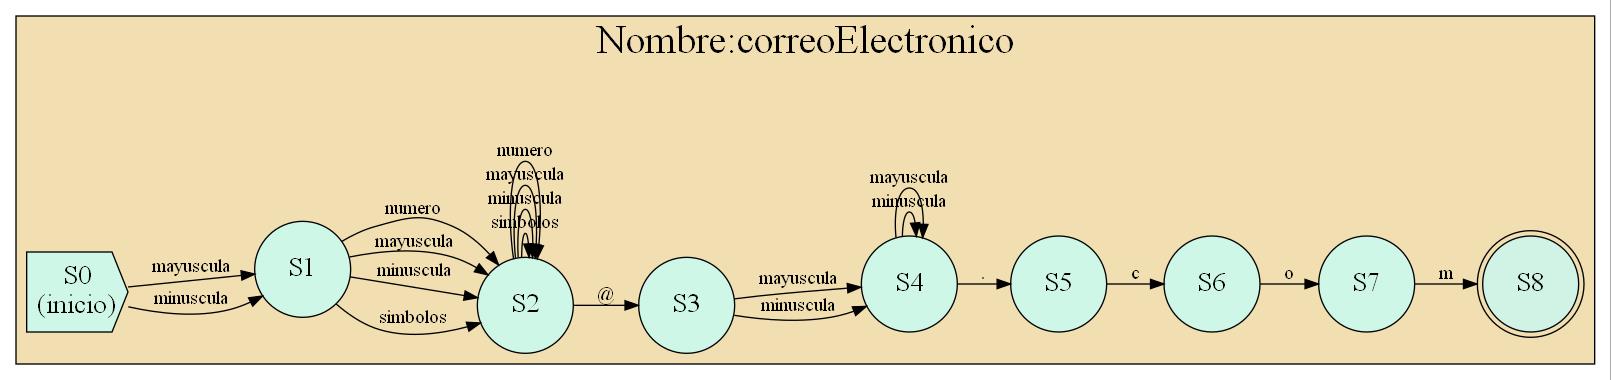 Nombre:correoElectronico
S0
(inicio)
mayuscula
minuscula
S1
numero
mayuscula
minuscula
simbolos
numero
mayuscula
minuscula
simbolos
S2
@
S3
mayuscula
minuscula
mayuscula
minuscula
S4
.
S5
c
S6
o
S7
m
S8